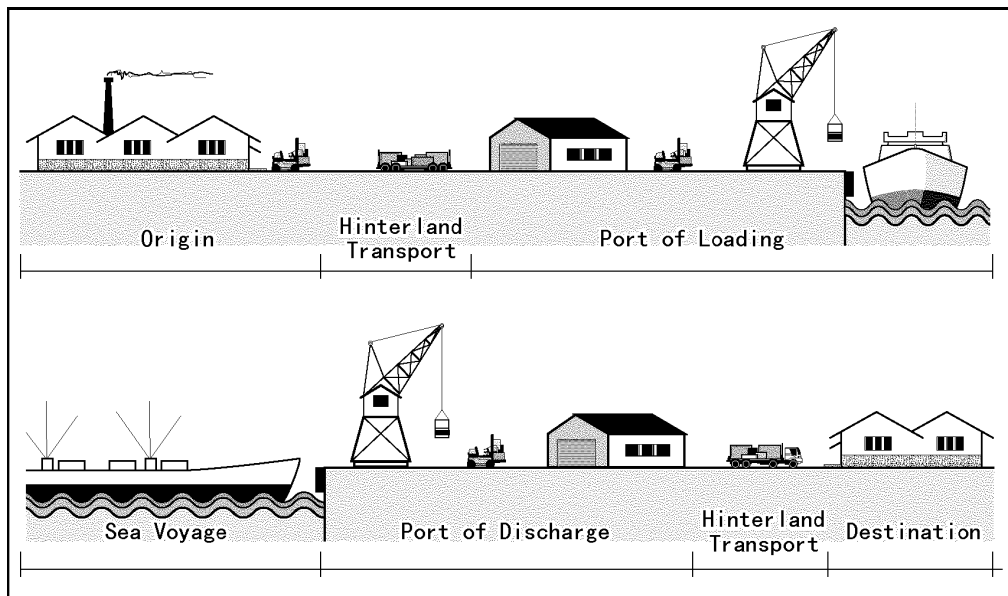 Origin
Hinterland
Transport
Port of Loading
Sea Voyage
Port of Discharge
Hinterland
Transport
Destination